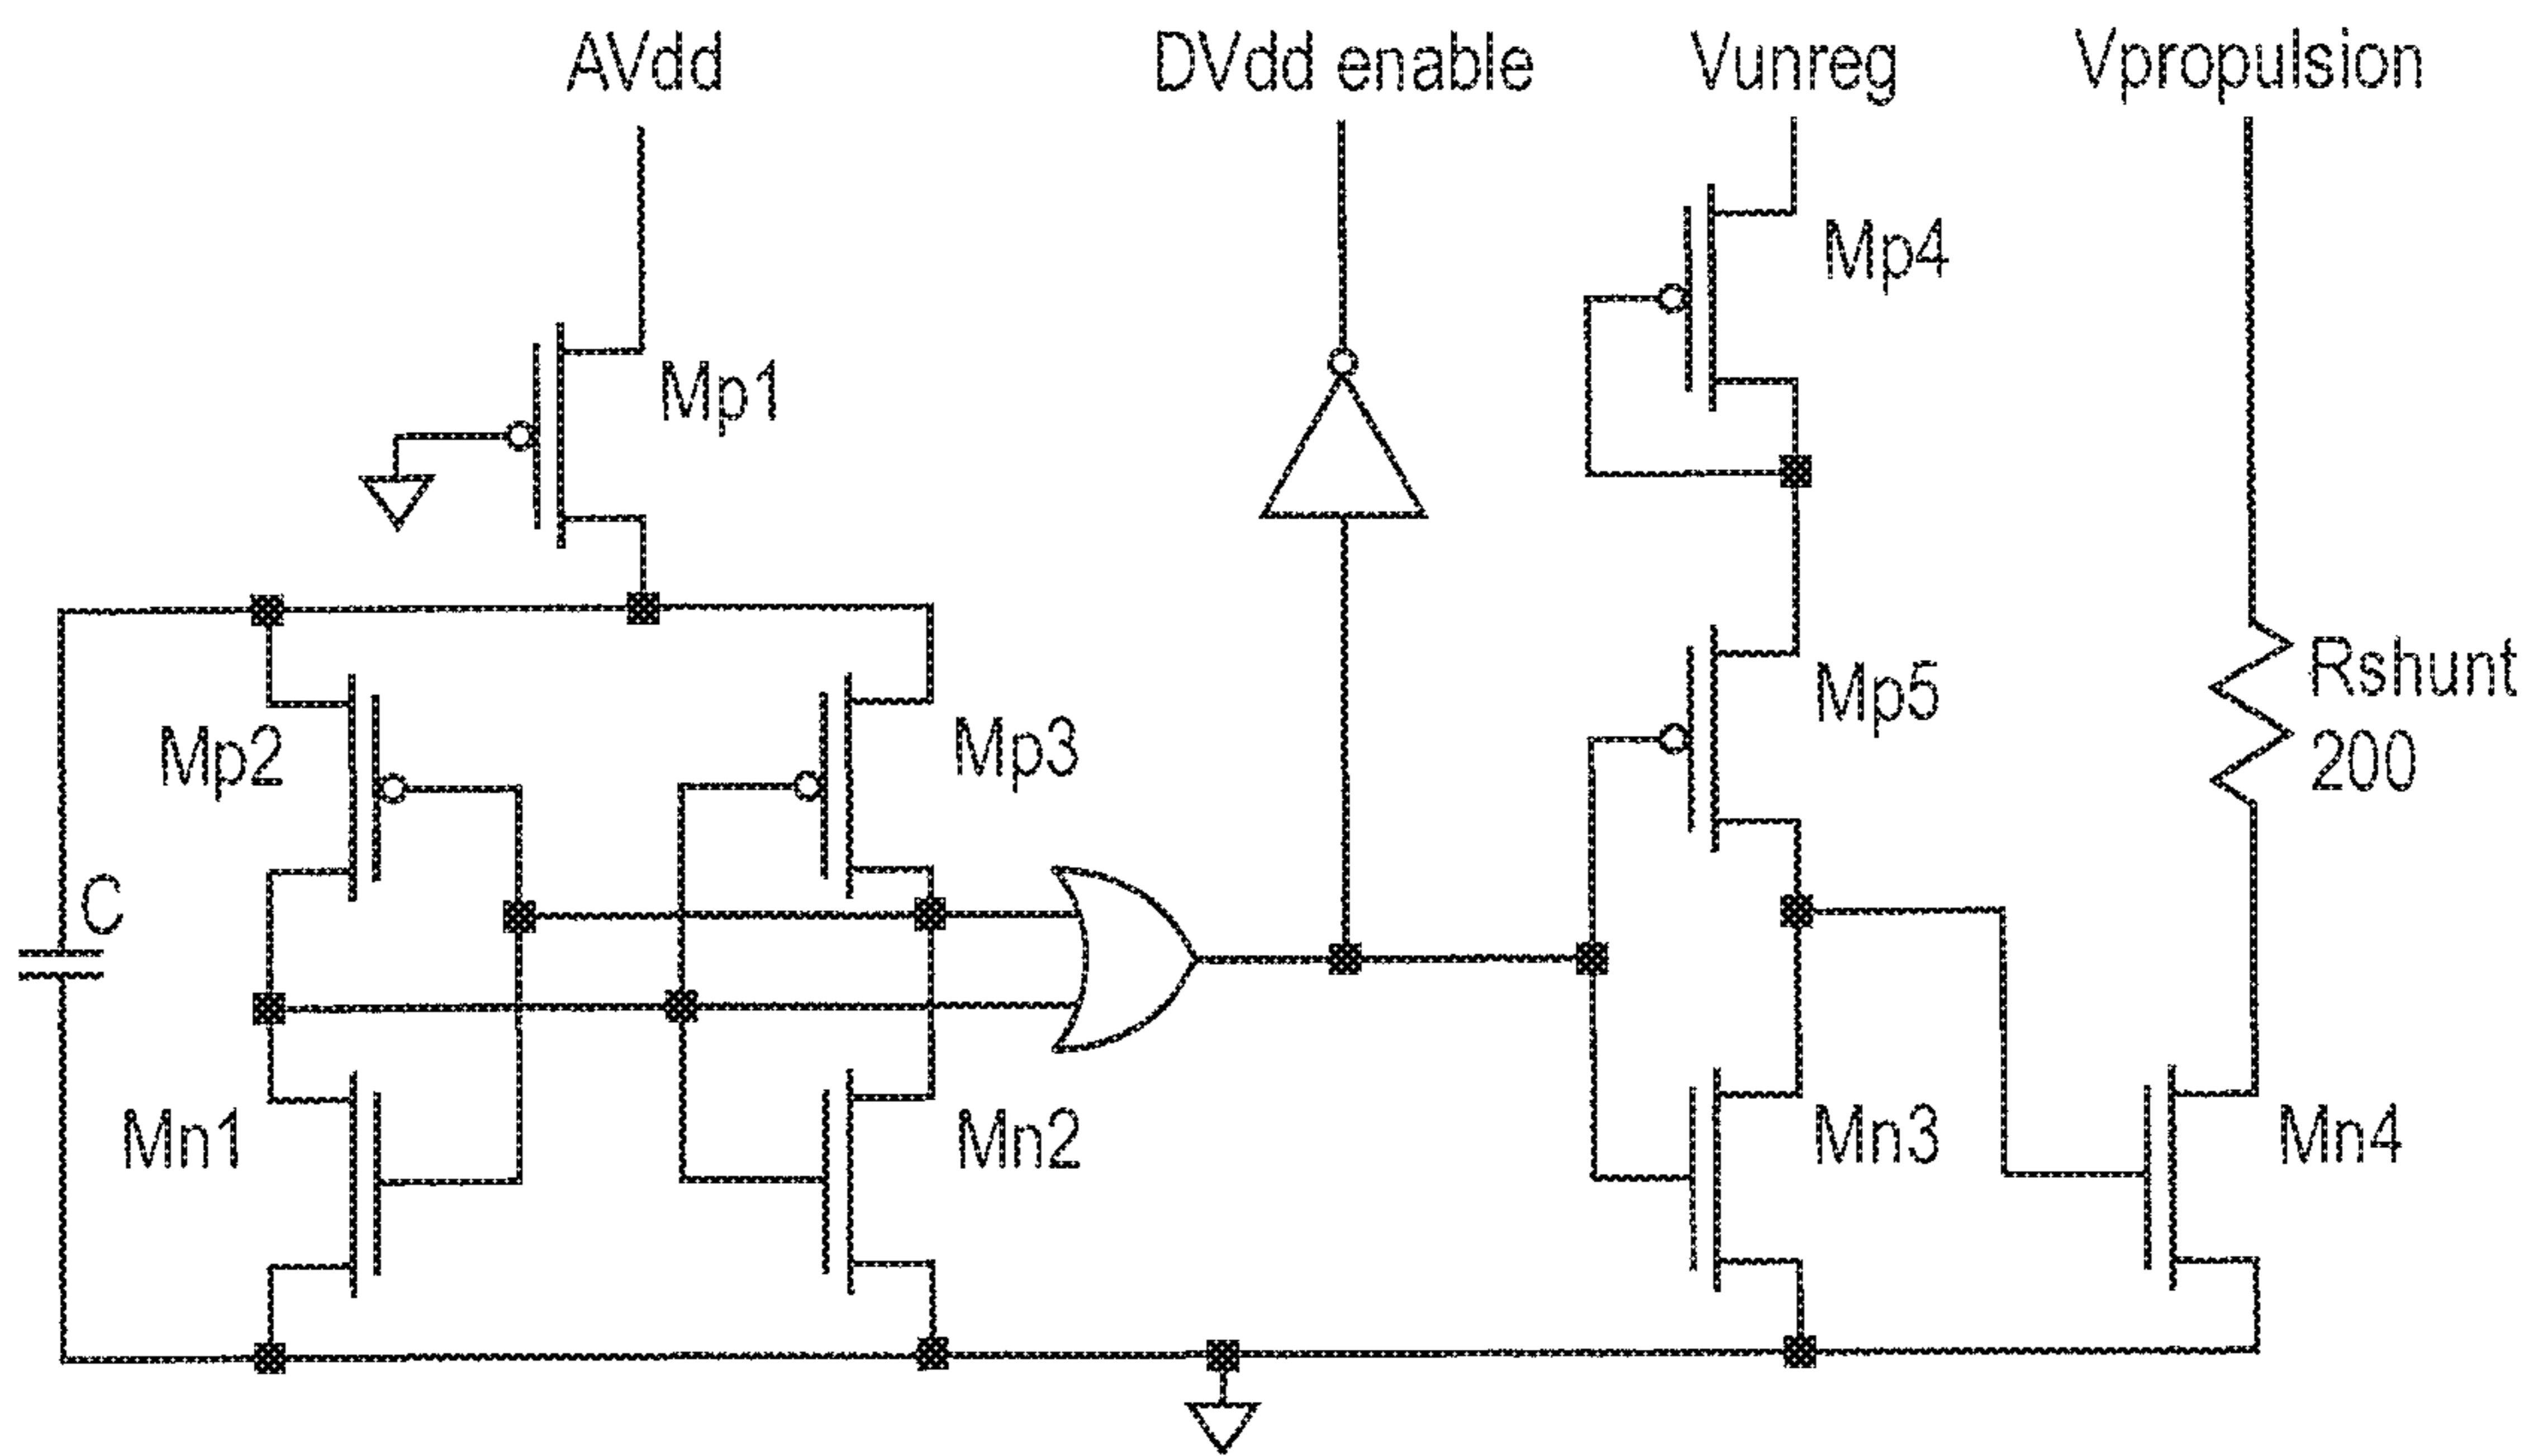 AVdd
DVdd enable
Vunreg
Vpropulsion
Mp4
Mp1
Rshunt
200
Mp2
Mp3
Mp5
C
Mn1
Mn2
Mn3
Mn4